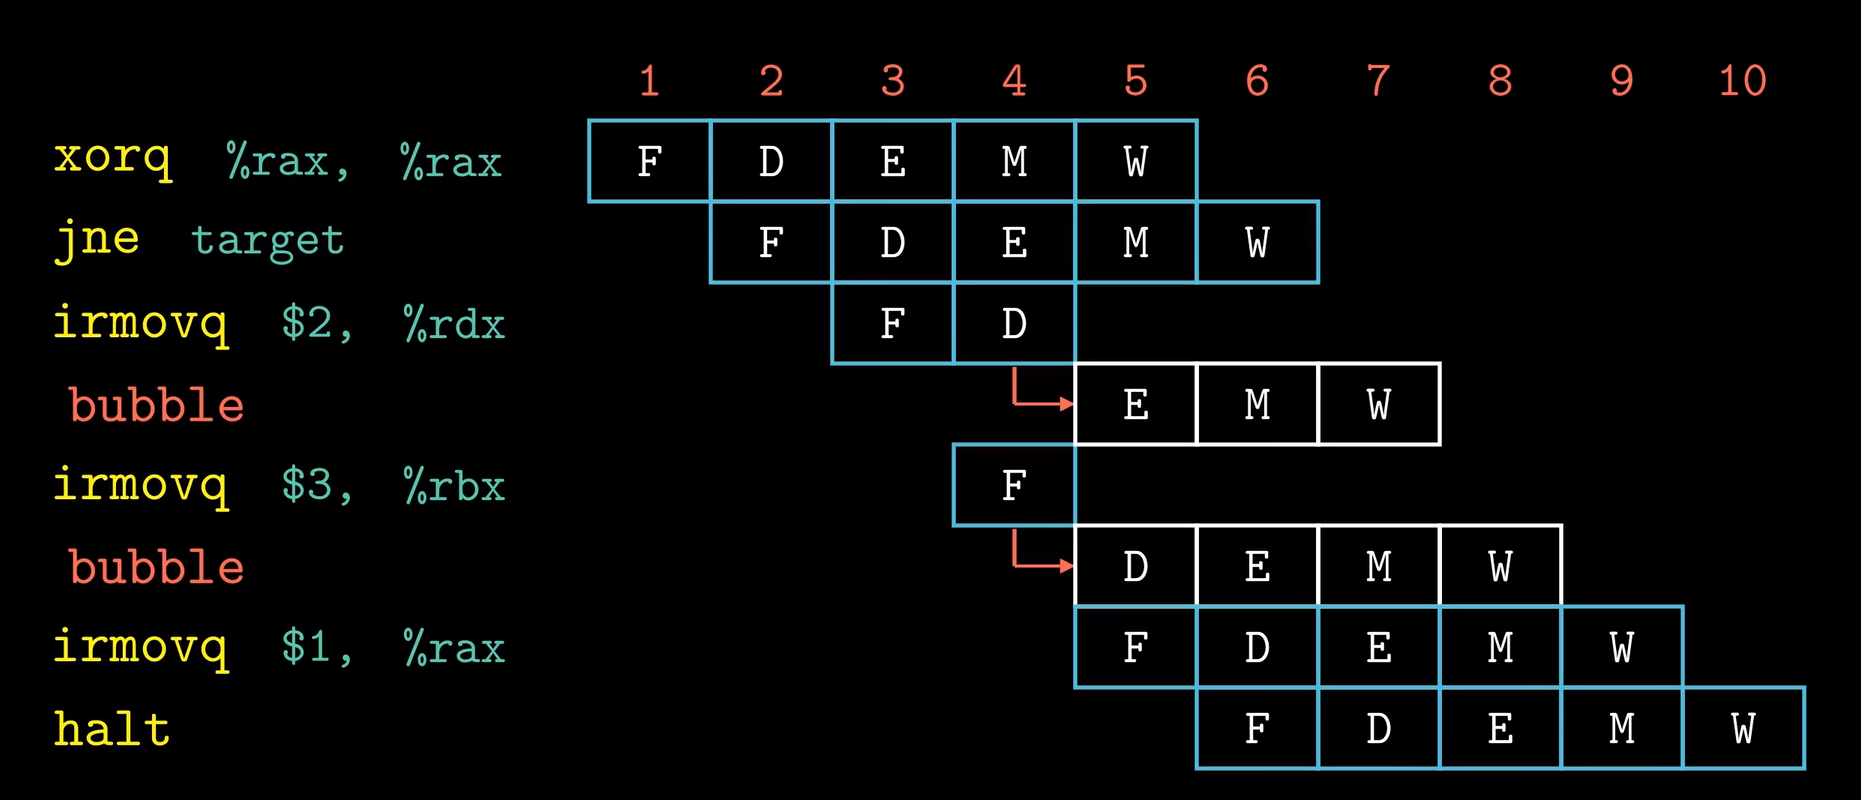 1 2 3 4 5 6 7 8 9 10
xorq %rax, %rax F D E M W
jne target F D E M W
irmovq $2, %rdx F D
bubble E M W
irmovq $3, %rbx F
bubble D E M W
irmovq $1, %rax F D E M W
halt F D E M W